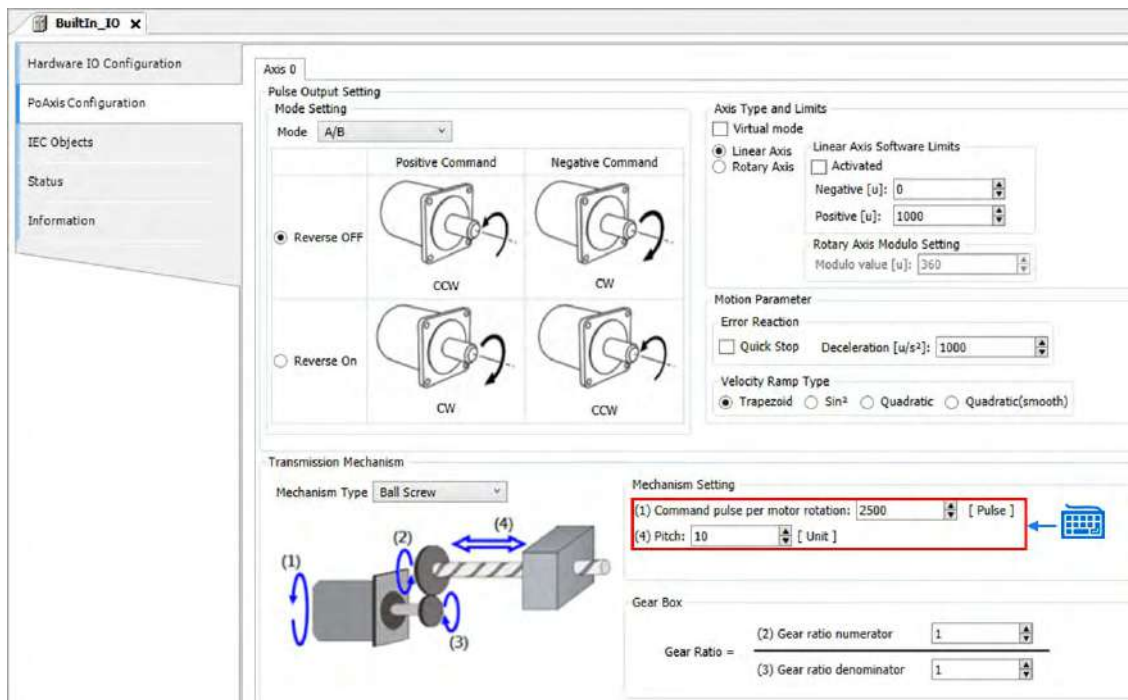 BuiltIn_IO
Hardware IO Configuration
PoAxis Configuration
IEC Objects
Status
Information
Axis 0
Pulse Output Setting
Mode Setting
Mode A/B
Positive Command Negative Command
Reverse OFF
CCW CW
Reverse On
CW CCW
Axis Type and Limits
Virtual mode
Linear Axis
Rotary Axis
Linear Axis Software Limits
Activated
Negative [u]: 0
Positive [u]: 1000
Rotary Axis Modulo Setting
Modulo value [u]: 360
Motion Parameter
Error Reaction
Quick Stop Deceleration [u/s²]: 1000
Velocity Ramp Type
Trapezoid Sin² Quadratic Quadratic(smooth)
Transmission Mechanism
Mechanism Type Ball Screw
(1)
(2)
(4)
(3)
Mechanism Setting
(1) Command pulse per motor rotation: 2500 [ Pulse ]
(4) Pitch: 10 [ Unit ]
Gear Box
Gear Ratio =
(2) Gear ratio numerator 1
(3) Gear ratio denominator 1